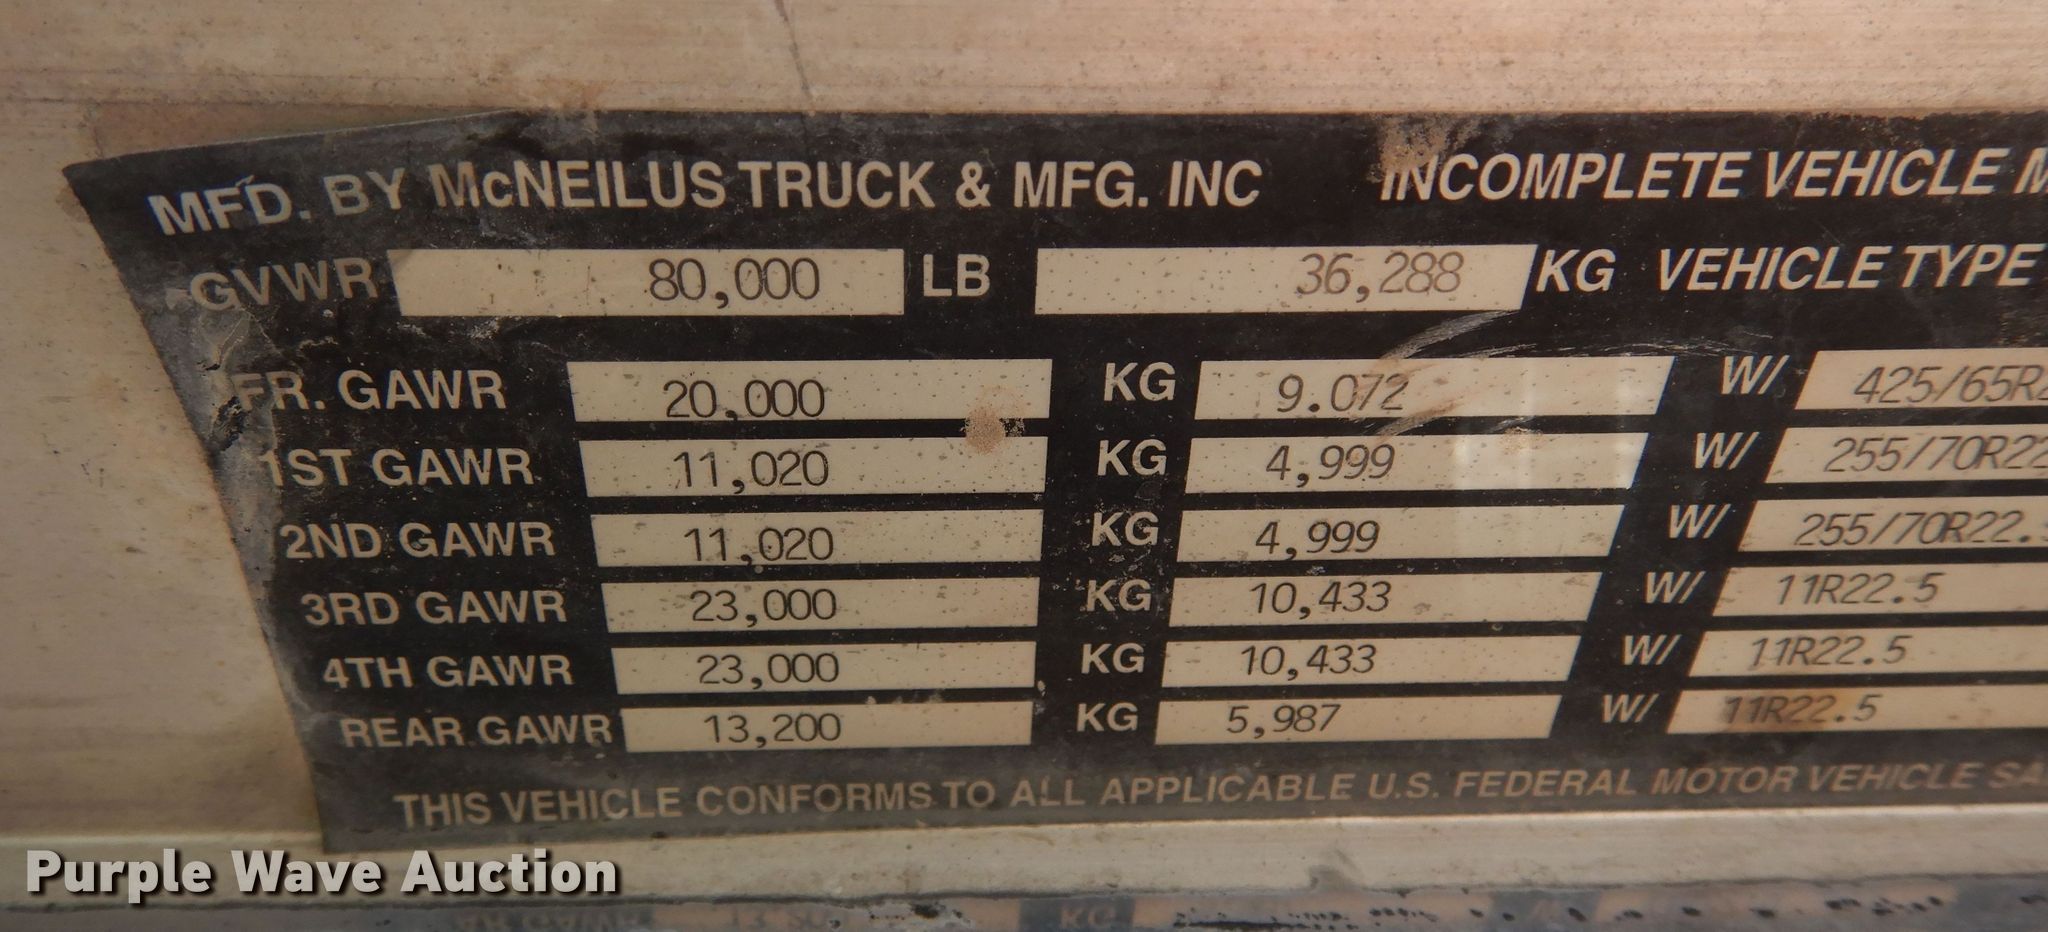 MFD. BY McNEILUS TRUCK & MFG. INC INCOMPLETE VEHICLE
GVWR 80,000 LB 36,288 KG VEHICLE TYPE
FR. GAWR 20,000 KG 9.072 W/ 425/65R
1ST GAWR 11,020 KG 4,999 W/ 255/70R22
2ND GAWR 11,020 KG 4,999 W/ 255/70R22.5
3RD GAWR 23,000 KG 10,433 W/ 11R22.5
4TH GAWR 23,000 KG 10,433 W/ 11R22.5
REAR GAWR 13,200 KG 5,987 W/ 11R22.5
THIS VEHICLE CONFORMS TO ALL APPLICABLE U.S. FEDERAL MOTOR VEHICLE SA
Purple Wave Auction